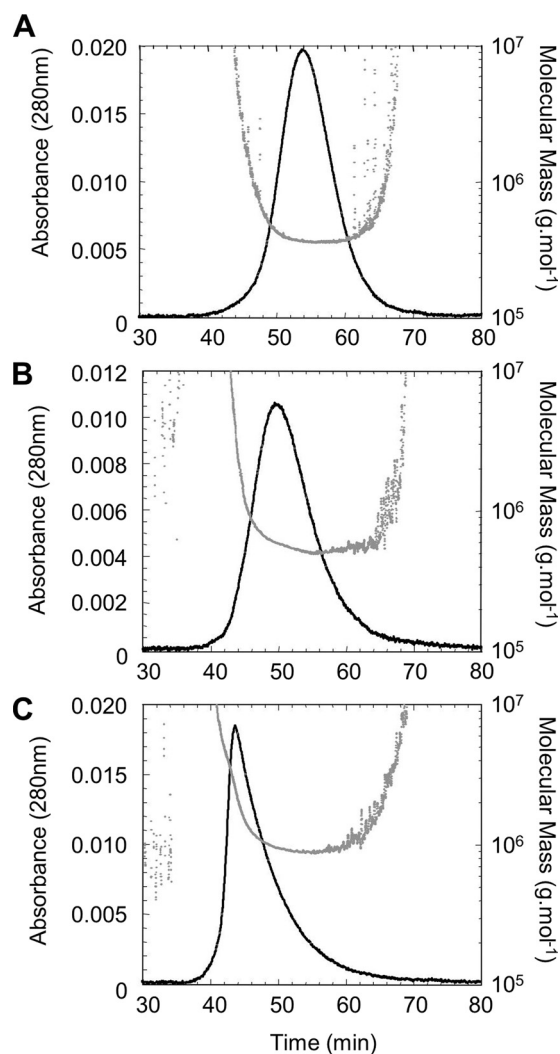 A
Absorbance (280nm)
0.020
0.015
0.010
0.005
0
10⁷
10⁶
10⁵
Molecular Mass (g.mol⁻¹)
30 40 50 60 70 80
B
Absorbance (280nm)
0.012
0.010
0.008
0.006
0.004
0.002
0
10⁷
10⁶
10⁵
Molecular Mass (g.mol⁻¹)
30 40 50 60 70 80
C
Absorbance (280nm)
0.020
0.015
0.010
0.005
0
10⁷
10⁶
10⁵
Molecular Mass (g.mol⁻¹)
30 40 50 60 70 80
Time (min)